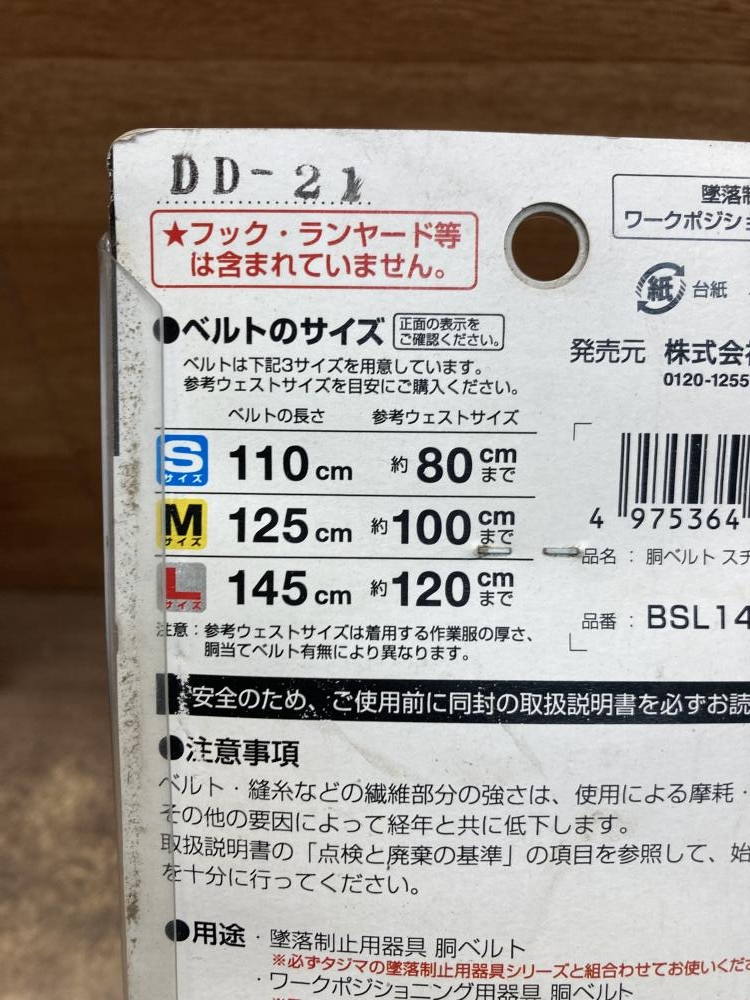 DD-21
★フック・ランヤード等
は含まれていません。
墜落制
ワークポジショ
紙 台紙
●ベルトのサイズ 正面の表示を
ご確認ください。
ベルトは下記3サイズを用意しています。
参考ウェストサイズを目安にご購入ください。
発売元 株式会社
0120-1255
ベルトの長さ 参考ウェストサイズ
Sサイズ 110cm 約80cmまで
Mサイズ 125cm 約100cmまで
Lサイズ 145cm 約120cmまで
4 975364
品名：胴ベルト スチ
品番：BSL14
注意：参考ウェストサイズは着用する作業服の厚さ、
胴当てベルト有無により異なります。
安全のため、ご使用前に同封の取扱説明書を必ずお読
●注意事項
ベルト・縫糸などの繊維部分の強さは、使用による摩耗・
その他の要因によって経年と共に低下します。
取扱説明書の「点検と廃棄の基準」の項目を参照して、始
を十分に行ってください。
●用途 ・墜落制止用器具 胴ベルト
※必ずタジマの墜落制止用器具シリーズと組合わせてお使いくださ
・ワークポジショニング用器具 胴ベルト